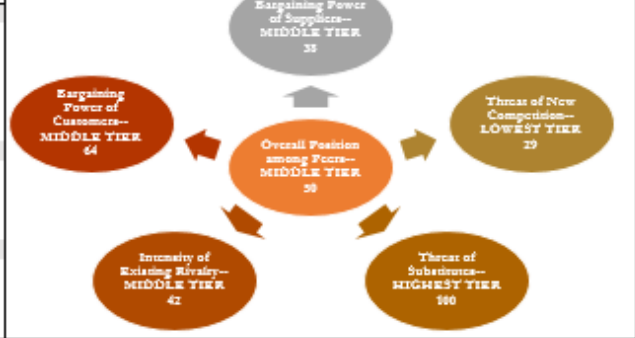 Bargaining Power
of Suppliers--
MIDDLE TIER
38
Bargaining
Power of
Customers--
MIDDLE TIER
64
Threat of New
Competition--
LOWEST TIER
29
Overall Position
among Peers--
MIDDLE TIER
50
Intensity of
Existing Rivalry--
MIDDLE TIER
42
Threat of
Substitutes--
HIGHEST TIER
100